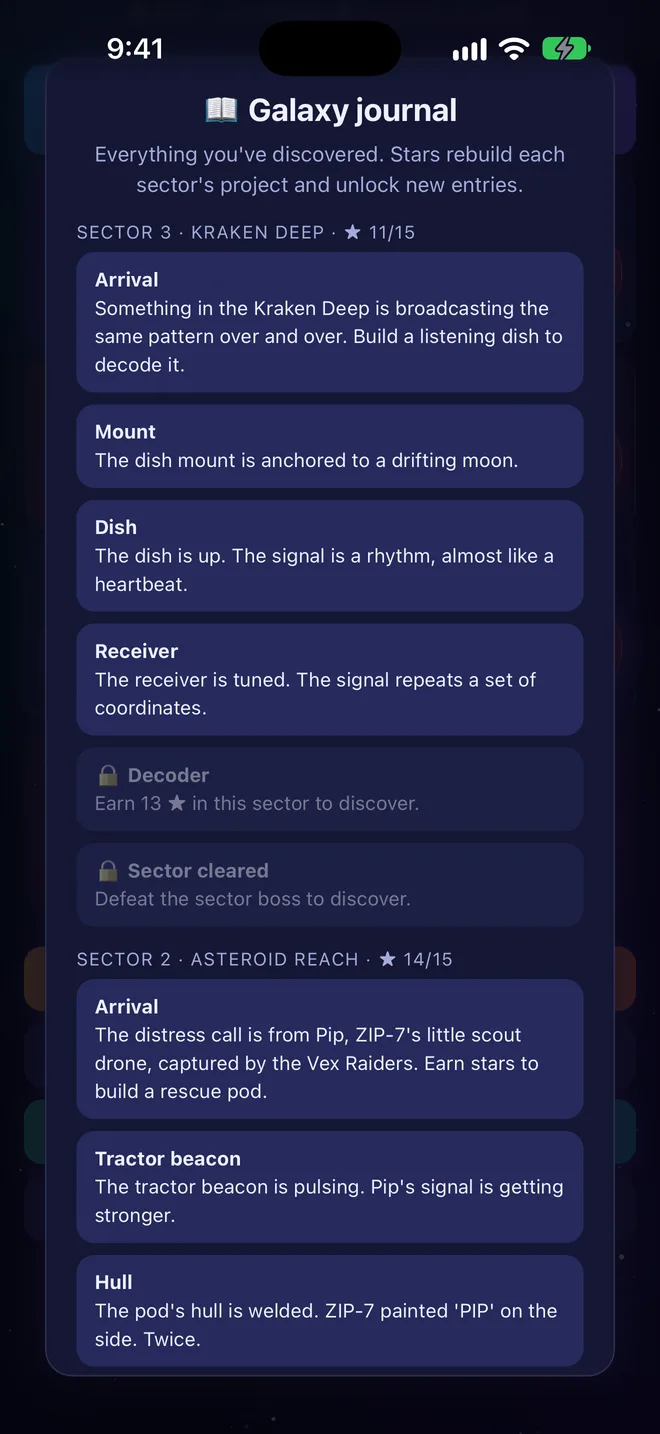 9:41
📖 Galaxy journal
Everything you've discovered. Stars rebuild each
sector's project and unlock new entries.
SECTOR 3 · KRAKEN DEEP · ★ 11/15
Arrival
Something in the Kraken Deep is broadcasting the
same pattern over and over. Build a listening dish to
decode it.
Mount
The dish mount is anchored to a drifting moon.
Dish
The dish is up. The signal is a rhythm, almost like a
heartbeat.
Receiver
The receiver is tuned. The signal repeats a set of
coordinates.
🔒 Decoder
Earn 13 ★ in this sector to discover.
🔒 Sector cleared
Defeat the sector boss to discover.
SECTOR 2 · ASTEROID REACH · ★ 14/15
Arrival
The distress call is from Pip, ZIP-7's little scout
drone, captured by the Vex Raiders. Earn stars to
build a rescue pod.
Tractor beacon
The tractor beacon is pulsing. Pip's signal is getting
stronger.
Hull
The pod's hull is welded. ZIP-7 painted 'PIP' on the
side. Twice.